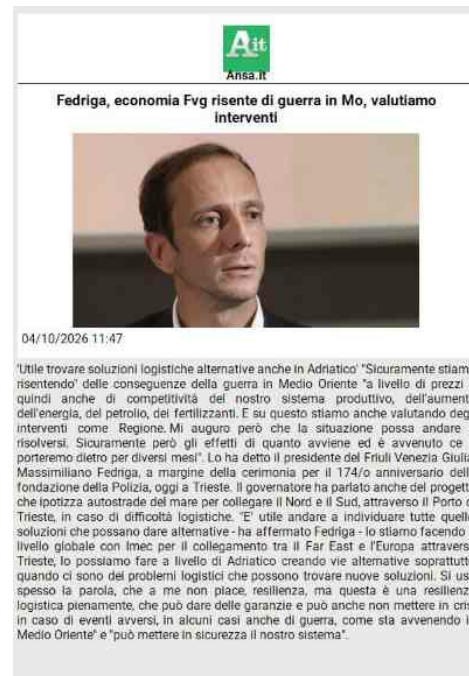 Ait
Ansa.it
Fedriga, economia Fvg risente di guerra in Mo, valutiamo
interventi
04/10/2026 11:47
'Utile trovare soluzioni logistiche alternative anche in Adriatico' "Sicuramente stiam
risentendo" delle conseguenze della guerra in Medio Oriente "a livello di prezzi
quindi anche di competitività del nostro sistema produttivo, dell'aument
dell'energia, del petrolio, dei fertilizzanti. E su questo stiamo anche valutando deg
interventi come Regione. Mi auguro però che la situazione possa andare
risolversi. Sicuramente però gli effetti di quanto avviene ed è avvenuto ce
porteremo dietro per diversi mesi". Lo ha detto il presidente del Friuli Venezia Giulia
Massimiliano Fedriga, a margine della cerimonia per il 174/o anniversario dell
fondazione della Polizia, oggi a Trieste. Il governatore ha parlato anche del progett
che ipotizza autostrade del mare per collegare il Nord e il Sud, attraverso il Porto d
Trieste, in caso di difficoltà logistiche. "E' utile andare a individuare tutte quell
soluzioni che possano dare alternative - ha affermato Fedriga - lo stiamo facendo
livello globale con Imec per il collegamento tra il Far East e l'Europa attravers
Trieste, lo possiamo fare a livello di Adriatico creando vie alternative soprattutt
quando ci sono dei problemi logistici che possono trovare nuove soluzioni. Si us
spesso la parola, che a me non piace, resilienza, ma questa è una resilienz
logistica pienamente, che può dare delle garanzie e può anche non mettere in cris
in caso di eventi avversi, in alcuni casi anche di guerra, come sta avvenendo i
Medio Oriente" e "può mettere in sicurezza il nostro sistema".